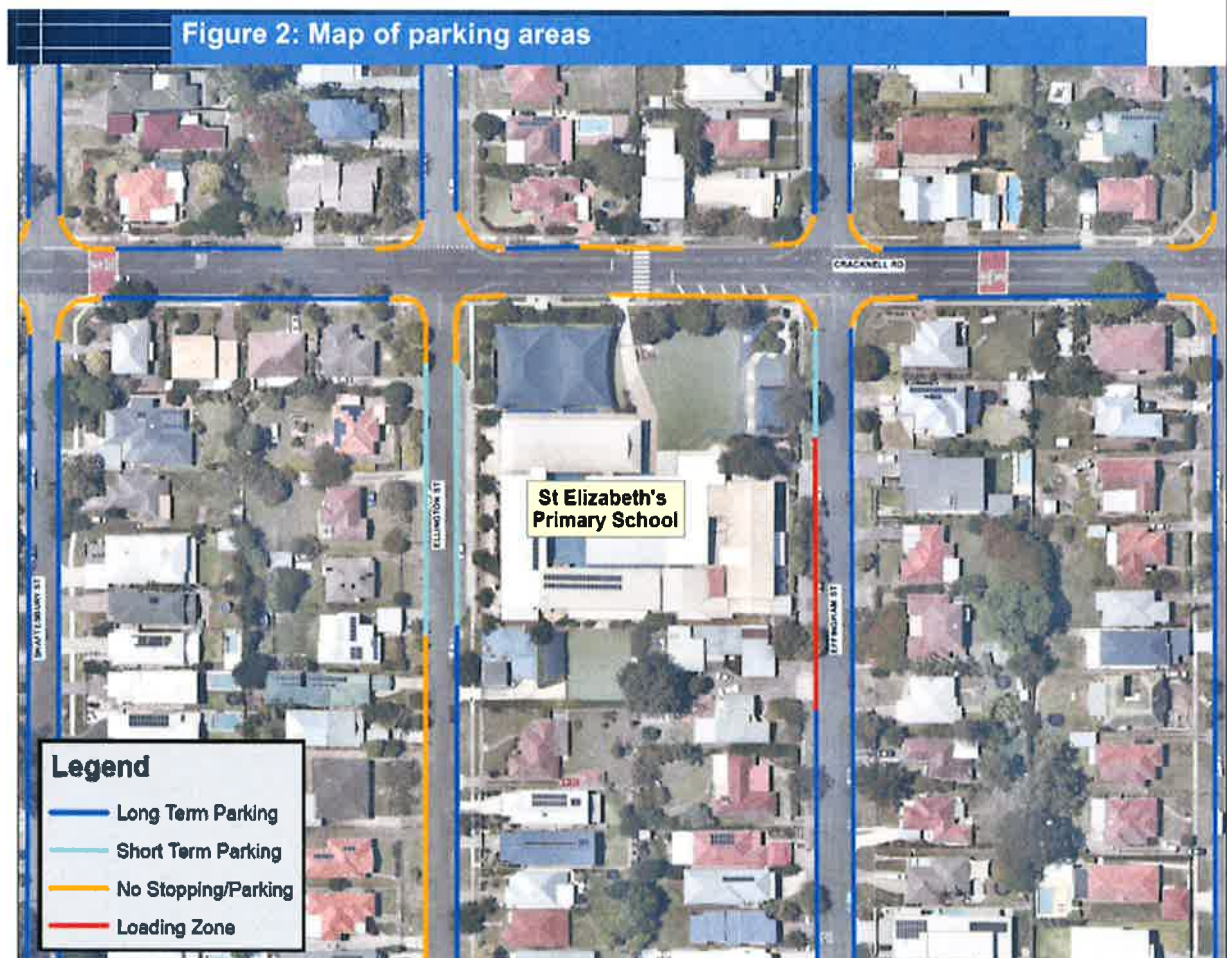 Figure 2: Map of parking areas
CRACKNELL RD
ELLINGTON ST
St Elizabeth's
Primary School
SHAFTESBURY ST
EFFINGHAM ST
Legend
Long Term Parking
Short Term Parking
No Stopping/Parking
Loading Zone